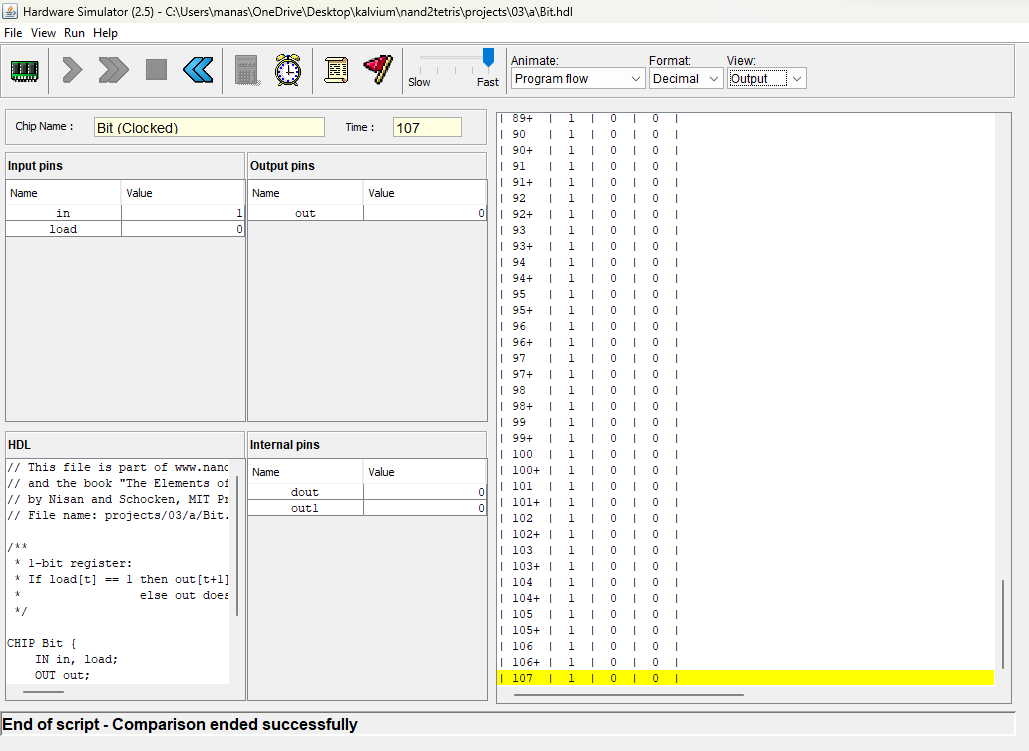 Hardware Simulator (2.5) - C:\Users\manas\OneDrive\Desktop\kalvium\nand2tetris\projects\03\a\Bit.hdl
File View Run Help
Slow Fast
Animate: Format: View:
Program flow Decimal Output
Chip Name : Bit (Clocked) Time : 107
Input pins
Name Value
in 1
load 0
Output pins
Name Value
out 0
HDL
// This file is part of www.nand
// and the book "The Elements of
// by Nisan and Schocken, MIT Pr
// File name: projects/03/a/Bit.
/**
* 1-bit register:
* If load[t] == 1 then out[t+1]
* else out does
*/
CHIP Bit {
IN in, load;
OUT out;
Internal pins
Name Value
dout 0
out1 0
| 89+ | 1 | 0 | 0 |
| 90 | 1 | 0 | 0 |
| 90+ | 1 | 0 | 0 |
| 91 | 1 | 0 | 0 |
| 91+ | 1 | 0 | 0 |
| 92 | 1 | 0 | 0 |
| 92+ | 1 | 0 | 0 |
| 93 | 1 | 0 | 0 |
| 93+ | 1 | 0 | 0 |
| 94 | 1 | 0 | 0 |
| 94+ | 1 | 0 | 0 |
| 95 | 1 | 0 | 0 |
| 95+ | 1 | 0 | 0 |
| 96 | 1 | 0 | 0 |
| 96+ | 1 | 0 | 0 |
| 97 | 1 | 0 | 0 |
| 97+ | 1 | 0 | 0 |
| 98 | 1 | 0 | 0 |
| 98+ | 1 | 0 | 0 |
| 99 | 1 | 0 | 0 |
| 99+ | 1 | 0 | 0 |
| 100 | 1 | 0 | 0 |
| 100+ | 1 | 0 | 0 |
| 101 | 1 | 0 | 0 |
| 101+ | 1 | 0 | 0 |
| 102 | 1 | 0 | 0 |
| 102+ | 1 | 0 | 0 |
| 103 | 1 | 0 | 0 |
| 103+ | 1 | 0 | 0 |
| 104 | 1 | 0 | 0 |
| 104+ | 1 | 0 | 0 |
| 105 | 1 | 0 | 0 |
| 105+ | 1 | 0 | 0 |
| 106 | 1 | 0 | 0 |
| 106+ | 1 | 0 | 0 |
| 107 | 1 | 0 | 0 |
End of script - Comparison ended successfully